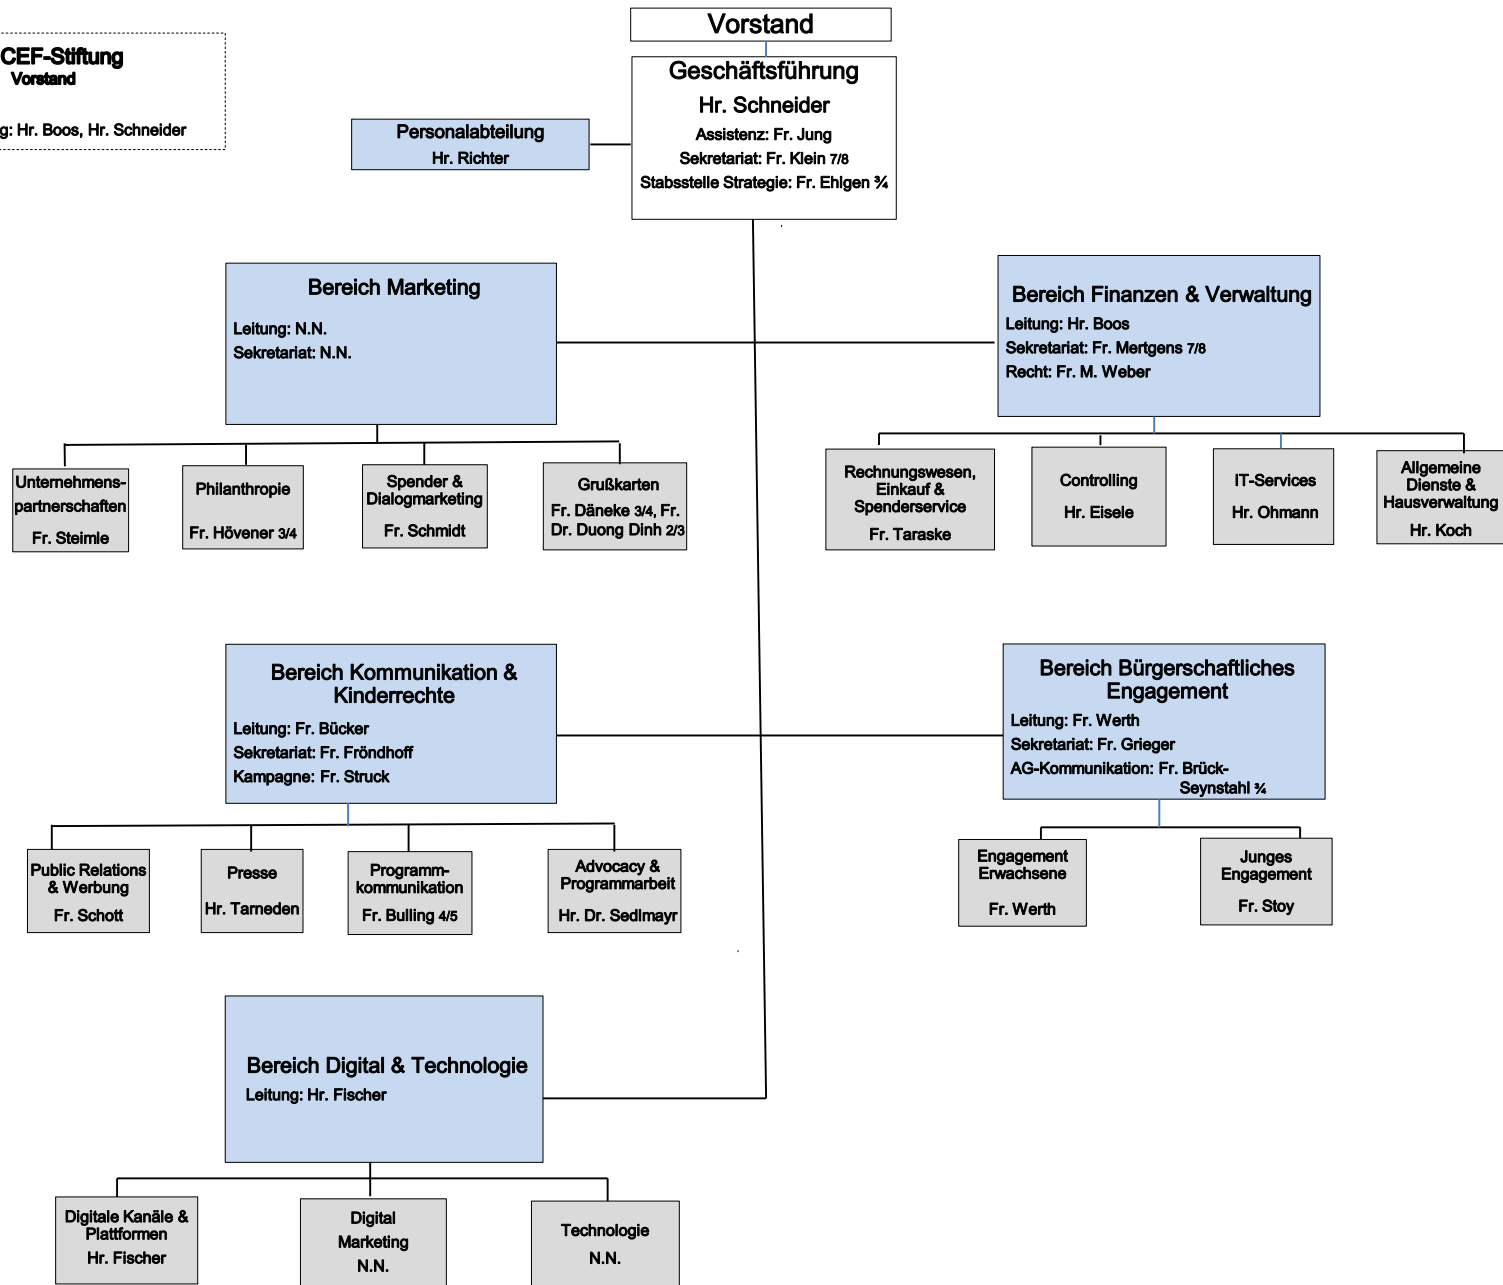 Vorstand
CEF-Stiftung
Vorstand
g: Hr. Boos, Hr. Schneider
Geschäftsführung
Hr. Schneider
Assistenz: Fr. Jung
Sekretariat: Fr. Klein 7/8
Stabsstelle Strategie: Fr. Ehlgen ¾
Personalabteilung
Hr. Richter
Bereich Marketing
Leitung: N.N.
Sekretariat: N.N.
Bereich Finanzen & Verwaltung
Leitung: Hr. Boos
Sekretariat: Fr. Mertgens 7/8
Recht: Fr. M. Weber
Unternehmens-
partnerschaften
Fr. Steimle
Philanthropie
Fr. Hövener 3/4
Spender &
Dialogmarketing
Fr. Schmidt
Grußkarten
Fr. Däneke 3/4, Fr.
Dr. Duong Dinh 2/3
Rechnungswesen,
Einkauf &
Spenderservice
Fr. Taraske
Controlling
Hr. Eisele
IT-Services
Hr. Ohmann
Allgemeine
Dienste &
Hausverwaltung
Hr. Koch
Bereich Kommunikation &
Kinderrechte
Leitung: Fr. Bücker
Sekretariat: Fr. Fröndhoff
Kampagne: Fr. Struck
Bereich Bürgerschaftliches
Engagement
Leitung: Fr. Werth
Sekretariat: Fr. Grieger
AG-Kommunikation: Fr. Brück-
Seynstahl ¾
Public Relations
& Werbung
Fr. Schott
Presse
Hr. Tarneden
Programm-
kommunikation
Fr. Bulling 4/5
Advocacy &
Programmarbeit
Hr. Dr. Sedlmayr
Engagement
Erwachsene
Fr. Werth
Junges
Engagement
Fr. Stoy
Bereich Digital & Technologie
Leitung: Hr. Fischer
Digitale Kanäle &
Plattformen
Hr. Fischer
Digital
Marketing
N.N.
Technologie
N.N.